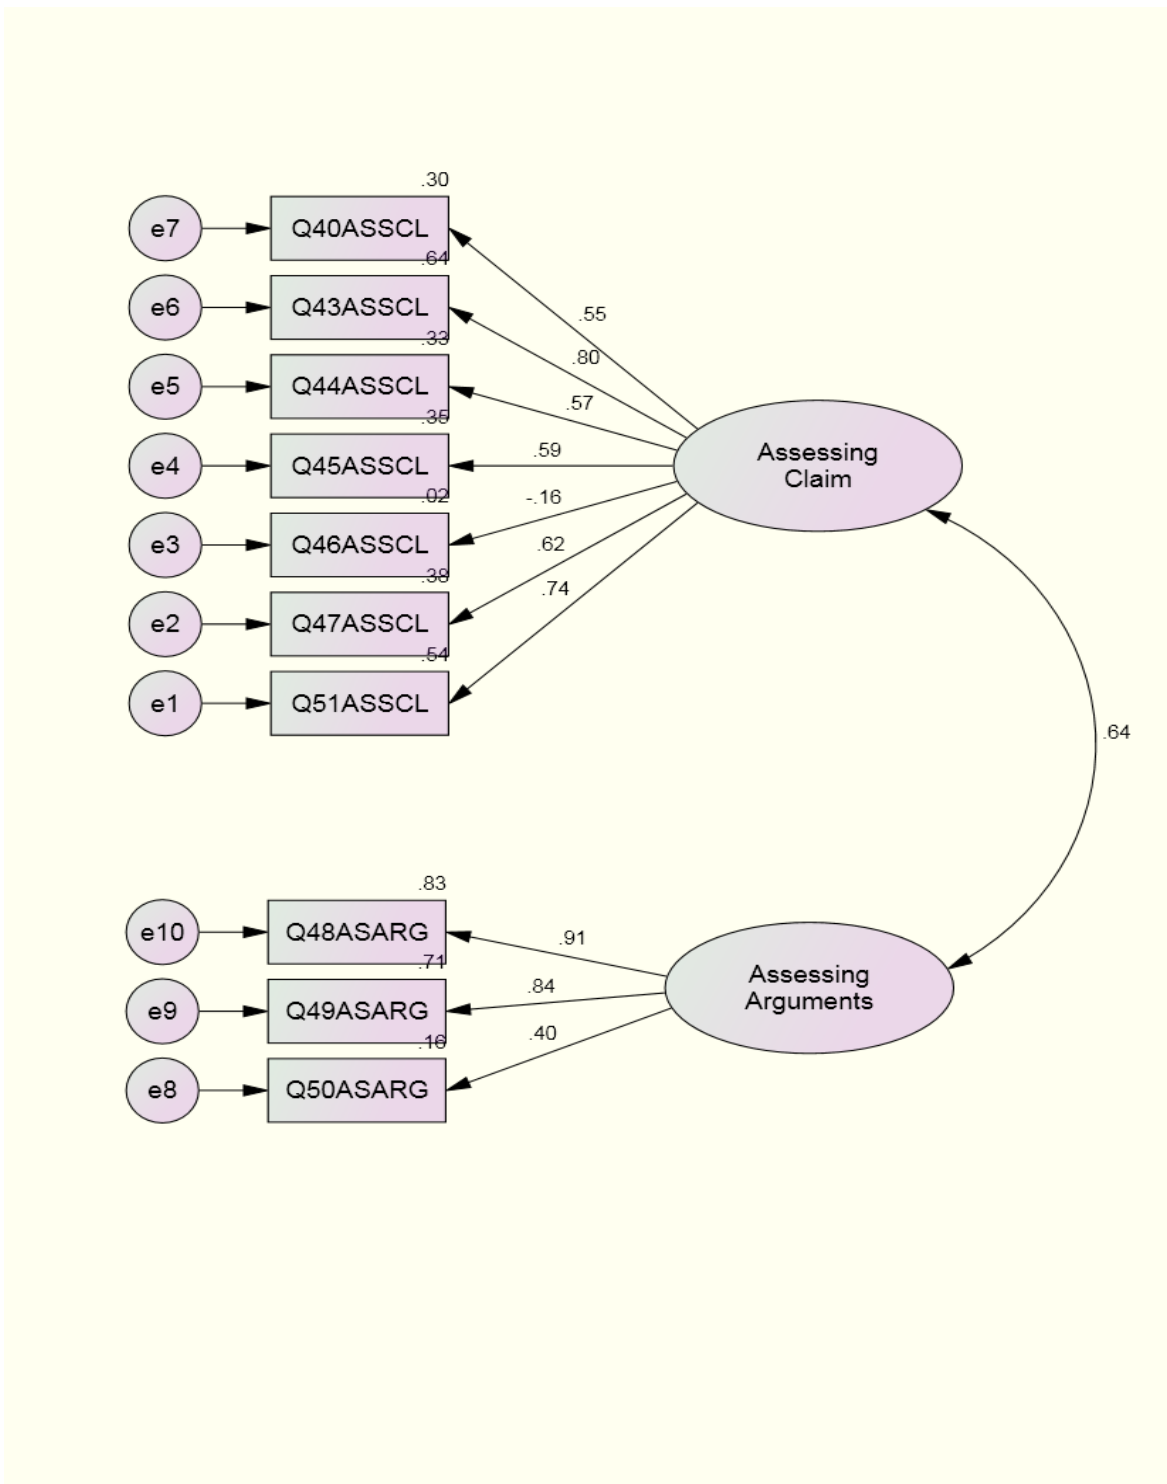 .30
e7
Q40ASSCL
.55
.64
e6
Q43ASSCL
.80
.33
e5
Q44ASSCL
.57
.35
e4
Q45ASSCL
.59
Assessing
Claim
.02
e3
Q46ASSCL
-.16
.38
e2
Q47ASSCL
.62
.54
e1
Q51ASSCL
.74
.64
.83
e10
Q48ASARG
.91
.71
e9
Q49ASARG
.84
Assessing
Arguments
.16
e8
Q50ASARG
.40